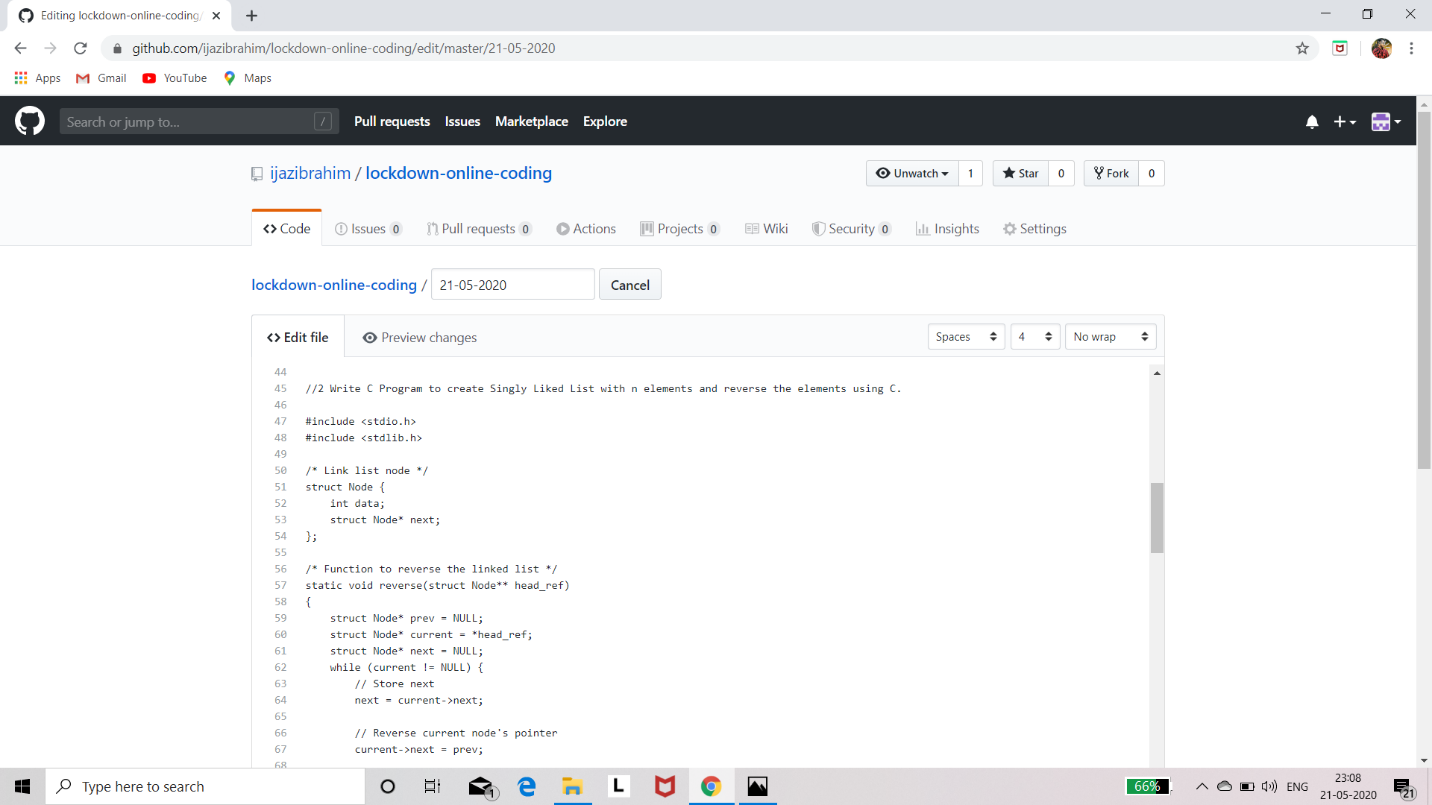 Editing lockdown-online-coding/
github.com/ijazibrahim/lockdown-online-coding/edit/master/21-05-2020
Apps Gmail YouTube Maps
Search or jump to... / Pull requests Issues Marketplace Explore
ijazibrahim / lockdown-online-coding Unwatch 1 Star 0 Fork 0
Code Issues 0 Pull requests 0 Actions Projects 0 Wiki Security 0 Insights Settings
lockdown-online-coding / 21-05-2020 Cancel
<> Edit file Preview changes Spaces 4 No wrap
44
45 //2 Write C Program to create Singly Liked List with n elements and reverse the elements using C.
46
47 #include <stdio.h>
48 #include <stdlib.h>
49
50 /* Link list node */
51 struct Node {
52 int data;
53 struct Node* next;
54 };
55
56 /* Function to reverse the linked list */
57 static void reverse(struct Node** head_ref)
58 {
59 struct Node* prev = NULL;
60 struct Node* current = *head_ref;
61 struct Node* next = NULL;
62 while (current != NULL) {
63 // Store next
64 next = current->next;
65
66 // Reverse current node's pointer
67 current->next = prev;
68
Type here to search 1 L 66% ENG 23:08
21-05-2020 21